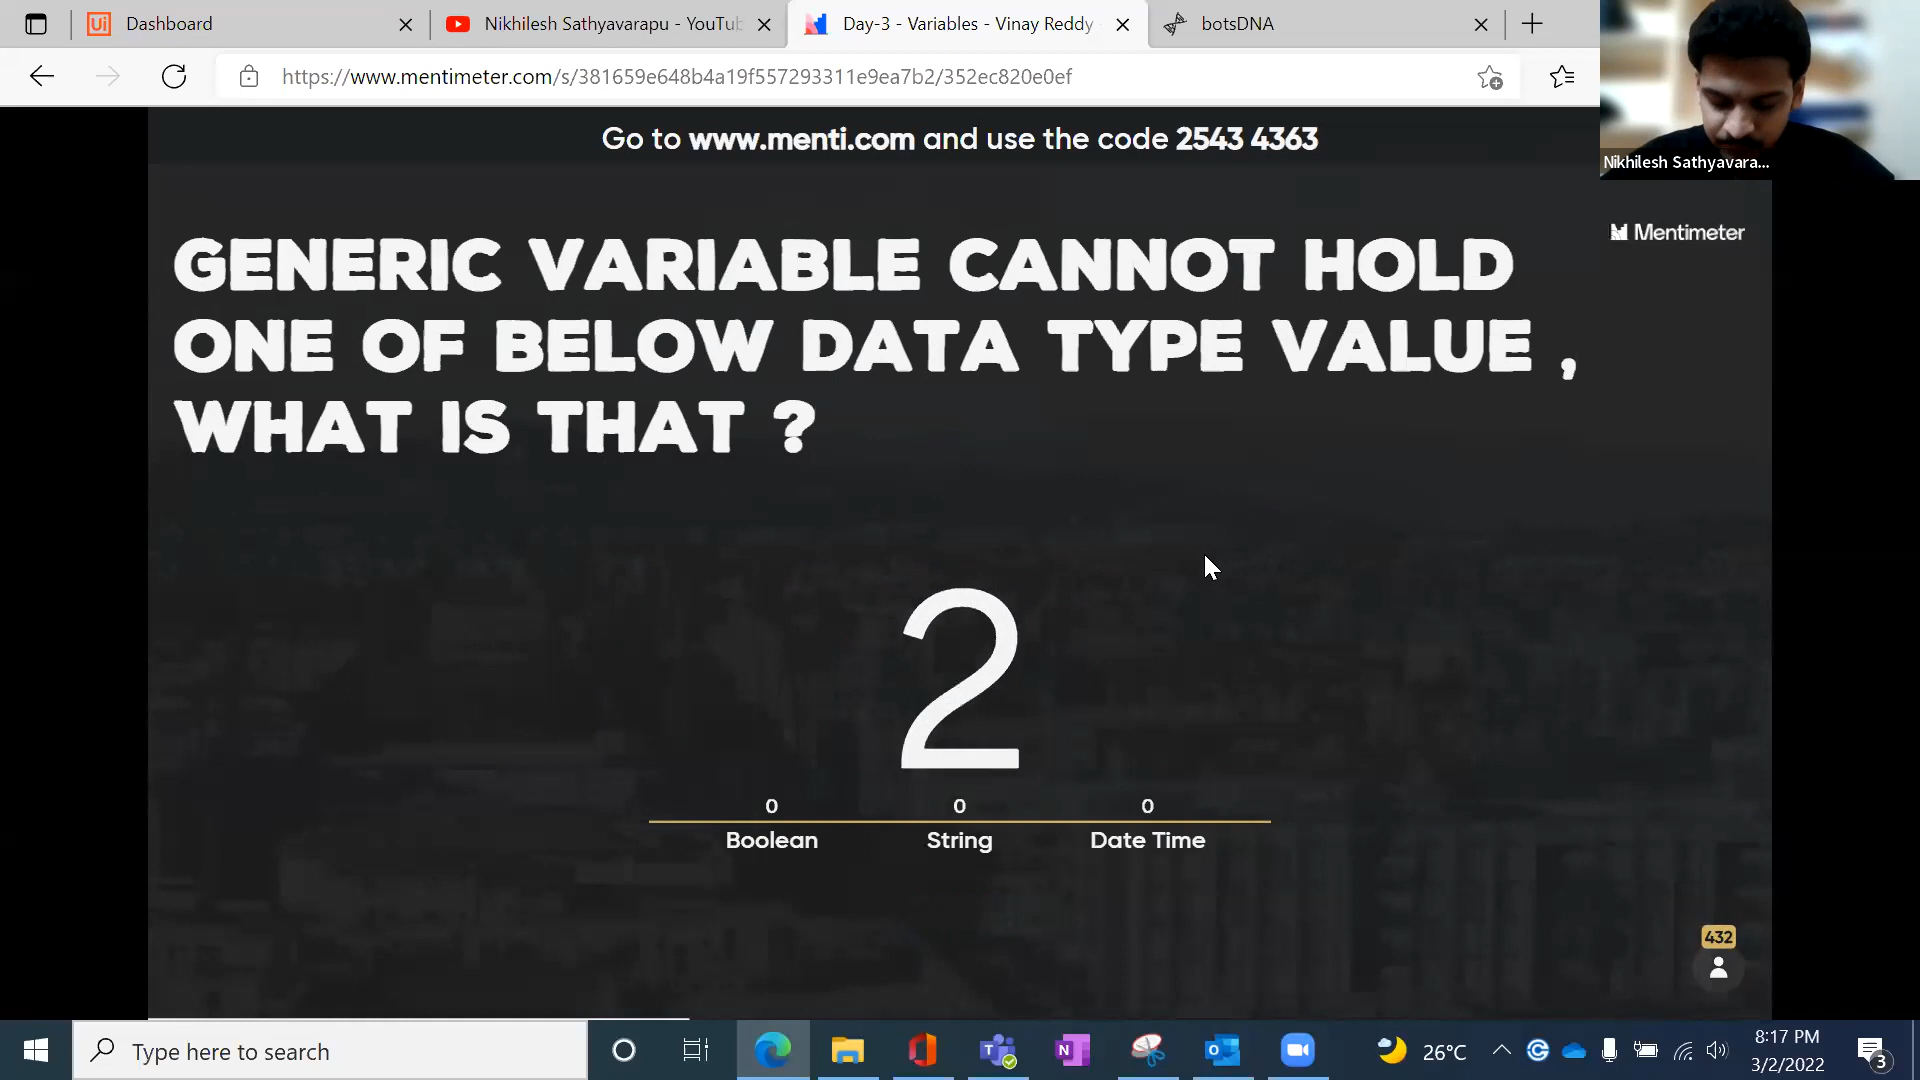 Dashboard
Nikhilesh Sathyavarapu - YouTub
Day-3 - Variables - Vinay Reddy
botsDNA
https://www.mentimeter.com/s/381659e648b4a19f557293311e9ea7b2/352ec820e0ef
Nikhilesh Sathyavara...
Go to www.menti.com and use the code 2543 4363
Mentimeter
GENERIC VARIABLE CANNOT HOLD
ONE OF BELOW DATA TYPE VALUE ,
WHAT IS THAT ?
2
0 0 0
Boolean String Date Time
432
Type here to search
26°C
8:17 PM
3/2/2022
3